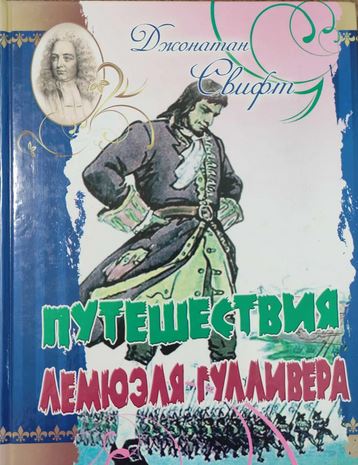 Джонатан
Свифт
ПУТЕШЕСТВИЯ
ЛЕМЮЭЛЯ ГУЛЛИВЕРА